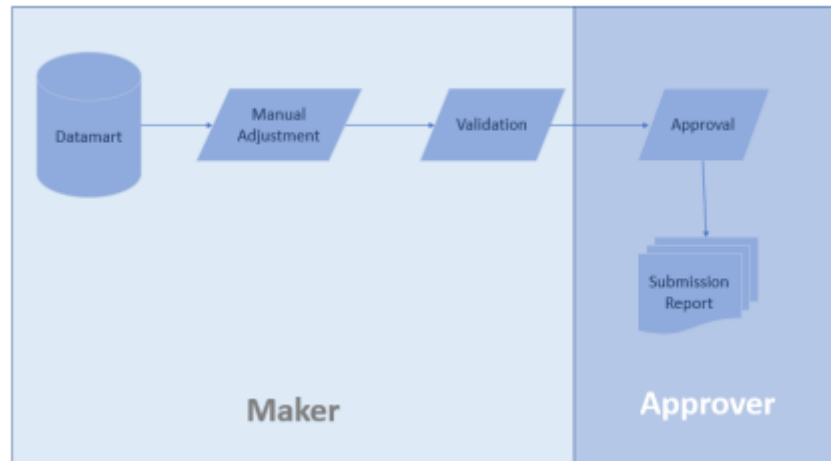 Datamart
Manual
Adjustment
Validation
Approval
Submission
Report
Maker
Approver